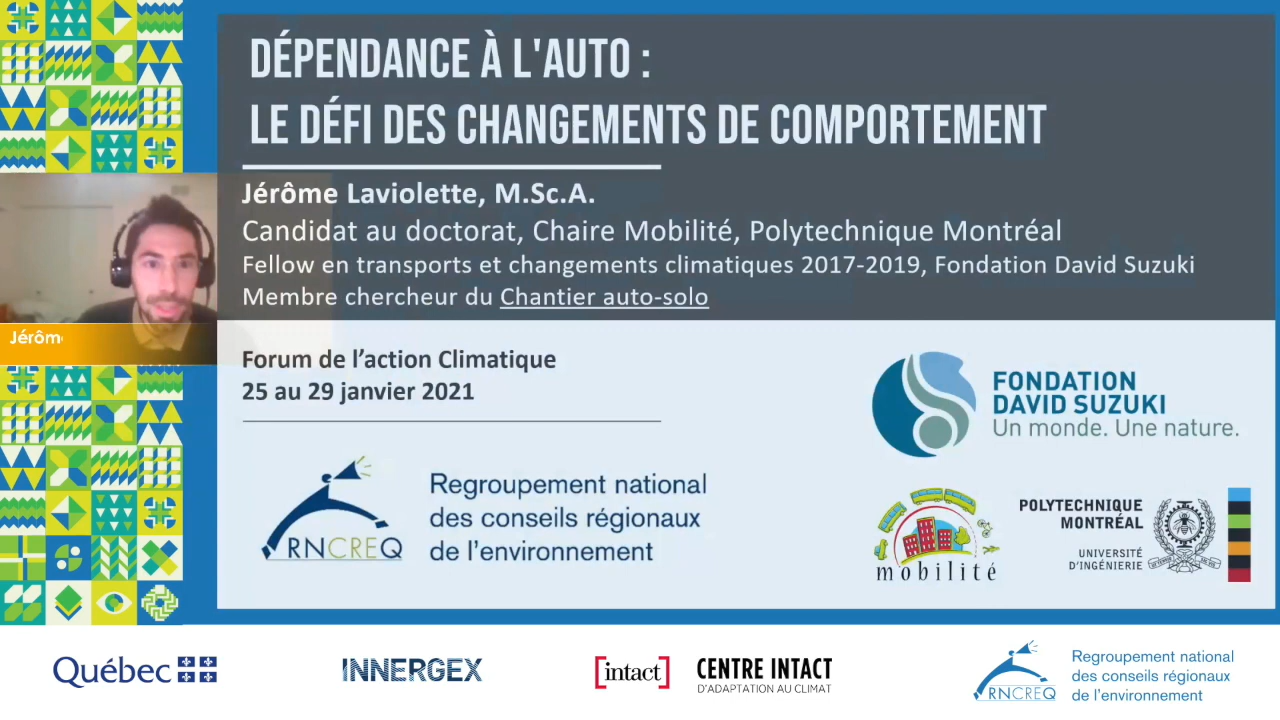 DÉPENDANCE À L'AUTO :
LE DÉFI DES CHANGEMENTS DE COMPORTEMENT
Jérôme Laviolette, M.Sc.A.
Candidat au doctorat, Chaire Mobilité, Polytechnique Montréal
Fellow en transports et changements climatiques 2017-2019, Fondation David Suzuki
Membre chercheur du Chantier auto-solo
Jérôm
Forum de l'action Climatique
25 au 29 janvier 2021
FONDATION
DAVID SUZUKI
Un monde. Une nature.
RNCREQ
Regroupement national
des conseils régionaux
de l'environnement
mobilité
POLYTECHNIQUE
MONTRÉAL
UNIVERSITÉ
D'INGÉNIERIE
Québec
INNERGEX
[intact]
CENTRE INTACT
D'ADAPTATION AU CLIMAT
RNCREQ
Regroupement national
des conseils régionaux
de l'environnement